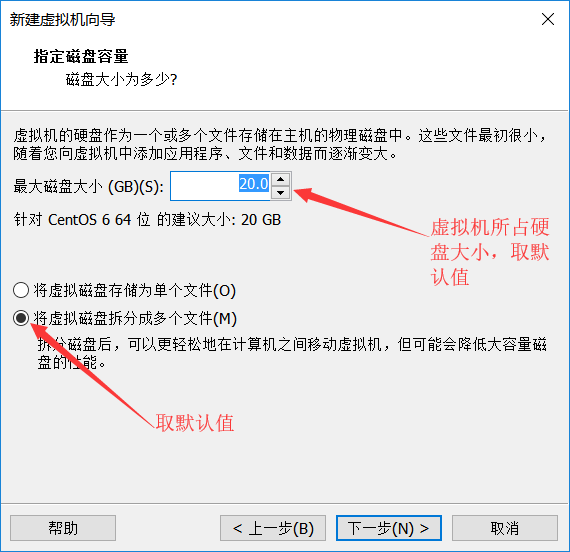 新建虚拟机向导
指定磁盘容量
磁盘大小为多少?
虚拟机的硬盘作为一个或多个文件存储在主机的物理磁盘中。这些文件最初很小，
随着您向虚拟机中添加应用程序、文件和数据而逐渐变大。
最大磁盘大小 (GB)(S): 20.0
针对 CentOS 6 64 位 的建议大小: 20 GB
虚拟机所占硬
盘大小，取默
认值
将虚拟磁盘存储为单个文件(O)
将虚拟磁盘拆分成多个文件(M)
拆分磁盘后，可以更轻松地在计算机之间移动虚拟机，但可能会降低大容量磁
盘的性能。
取默认值
帮助 < 上一步(B) 下一步(N) > 取消